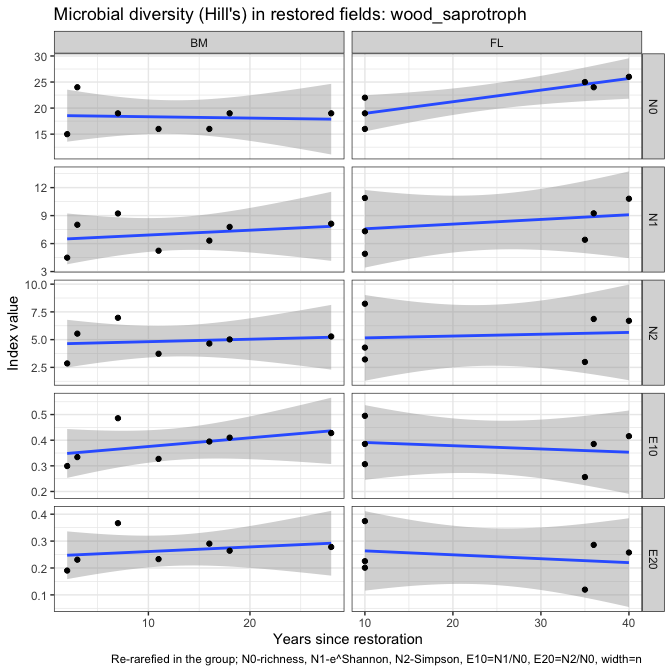 Microbial diversity (Hill's) in restored fields: wood_saprotroph
BM
FL
30
25
20
15
N0
12
9
6
3
N1
10.0
7.5
5.0
2.5
N2
0.5
0.4
0.3
0.2
E10
0.4
0.3
0.2
0.1
E20
10
20
10
20
30
40
Index value
Years since restoration
Re-rarefied in the group; N0-richness, N1-e^Shannon, N2-Simpson, E10=N1/N0, E20=N2/N0, width=n